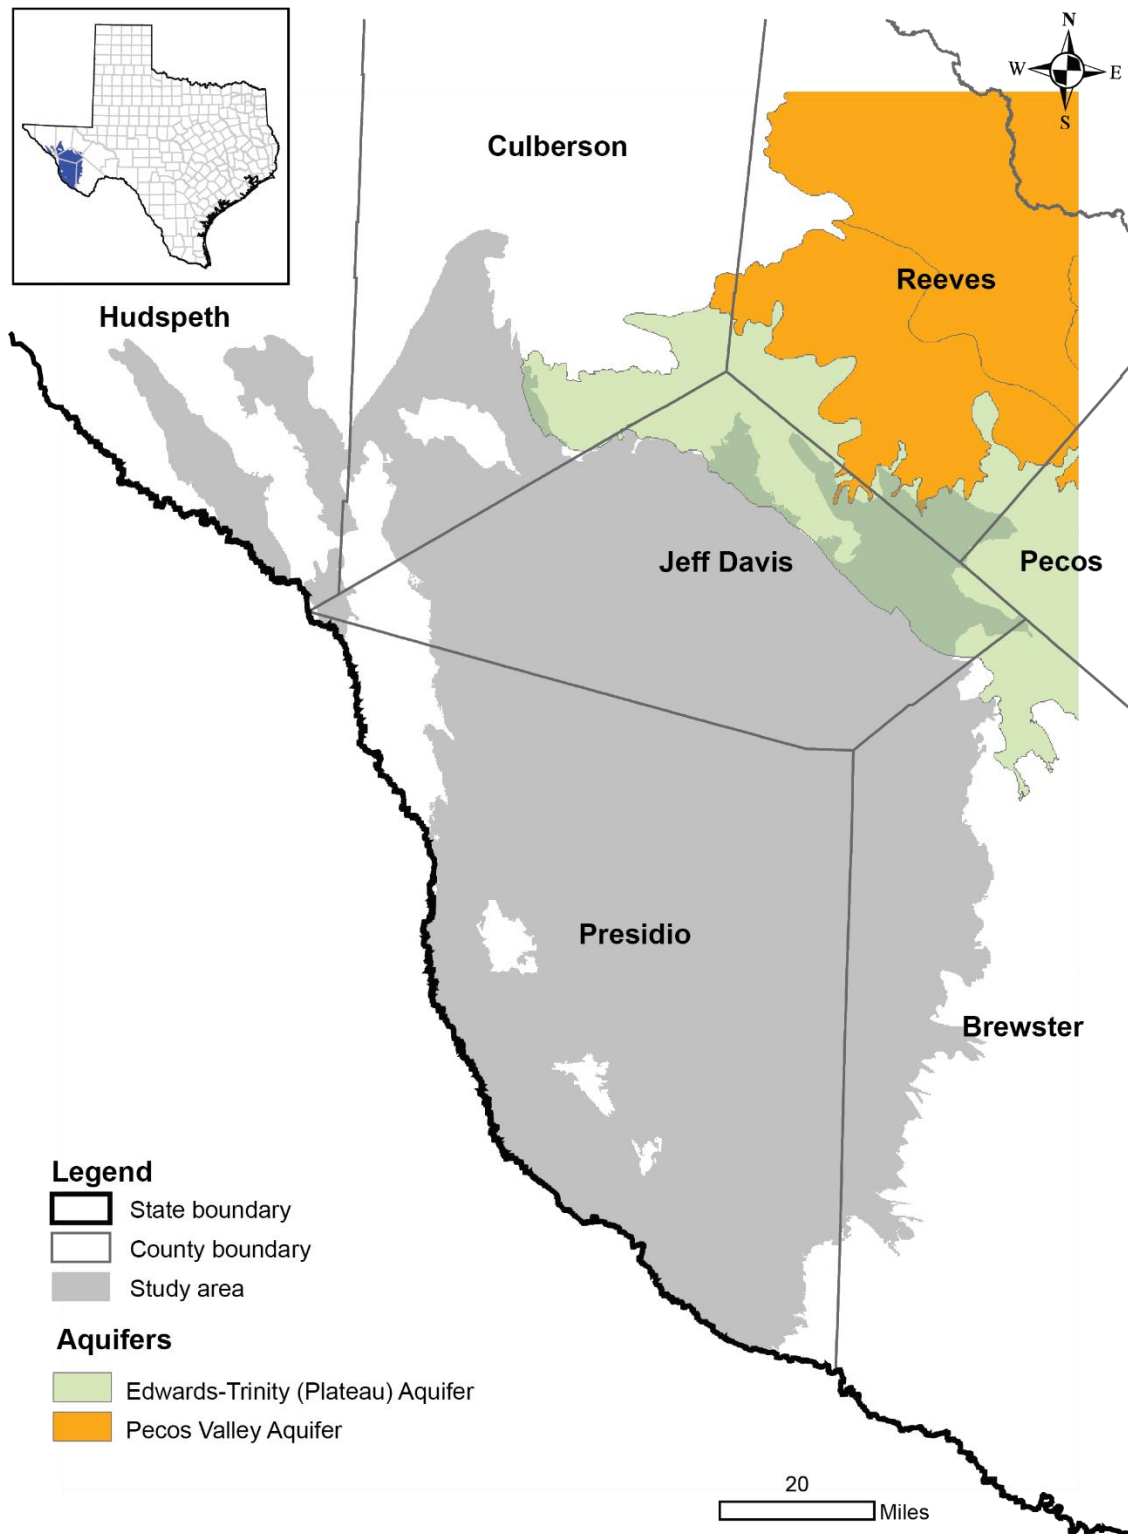 N
W
E
S
Culberson
Reeves
Hudspeth
Jeff Davis
Pecos
Presidio
Brewster
Legend
State boundary
County boundary
Study area
Aquifers
Edwards-Trinity (Plateau) Aquifer
Pecos Valley Aquifer
20
Miles